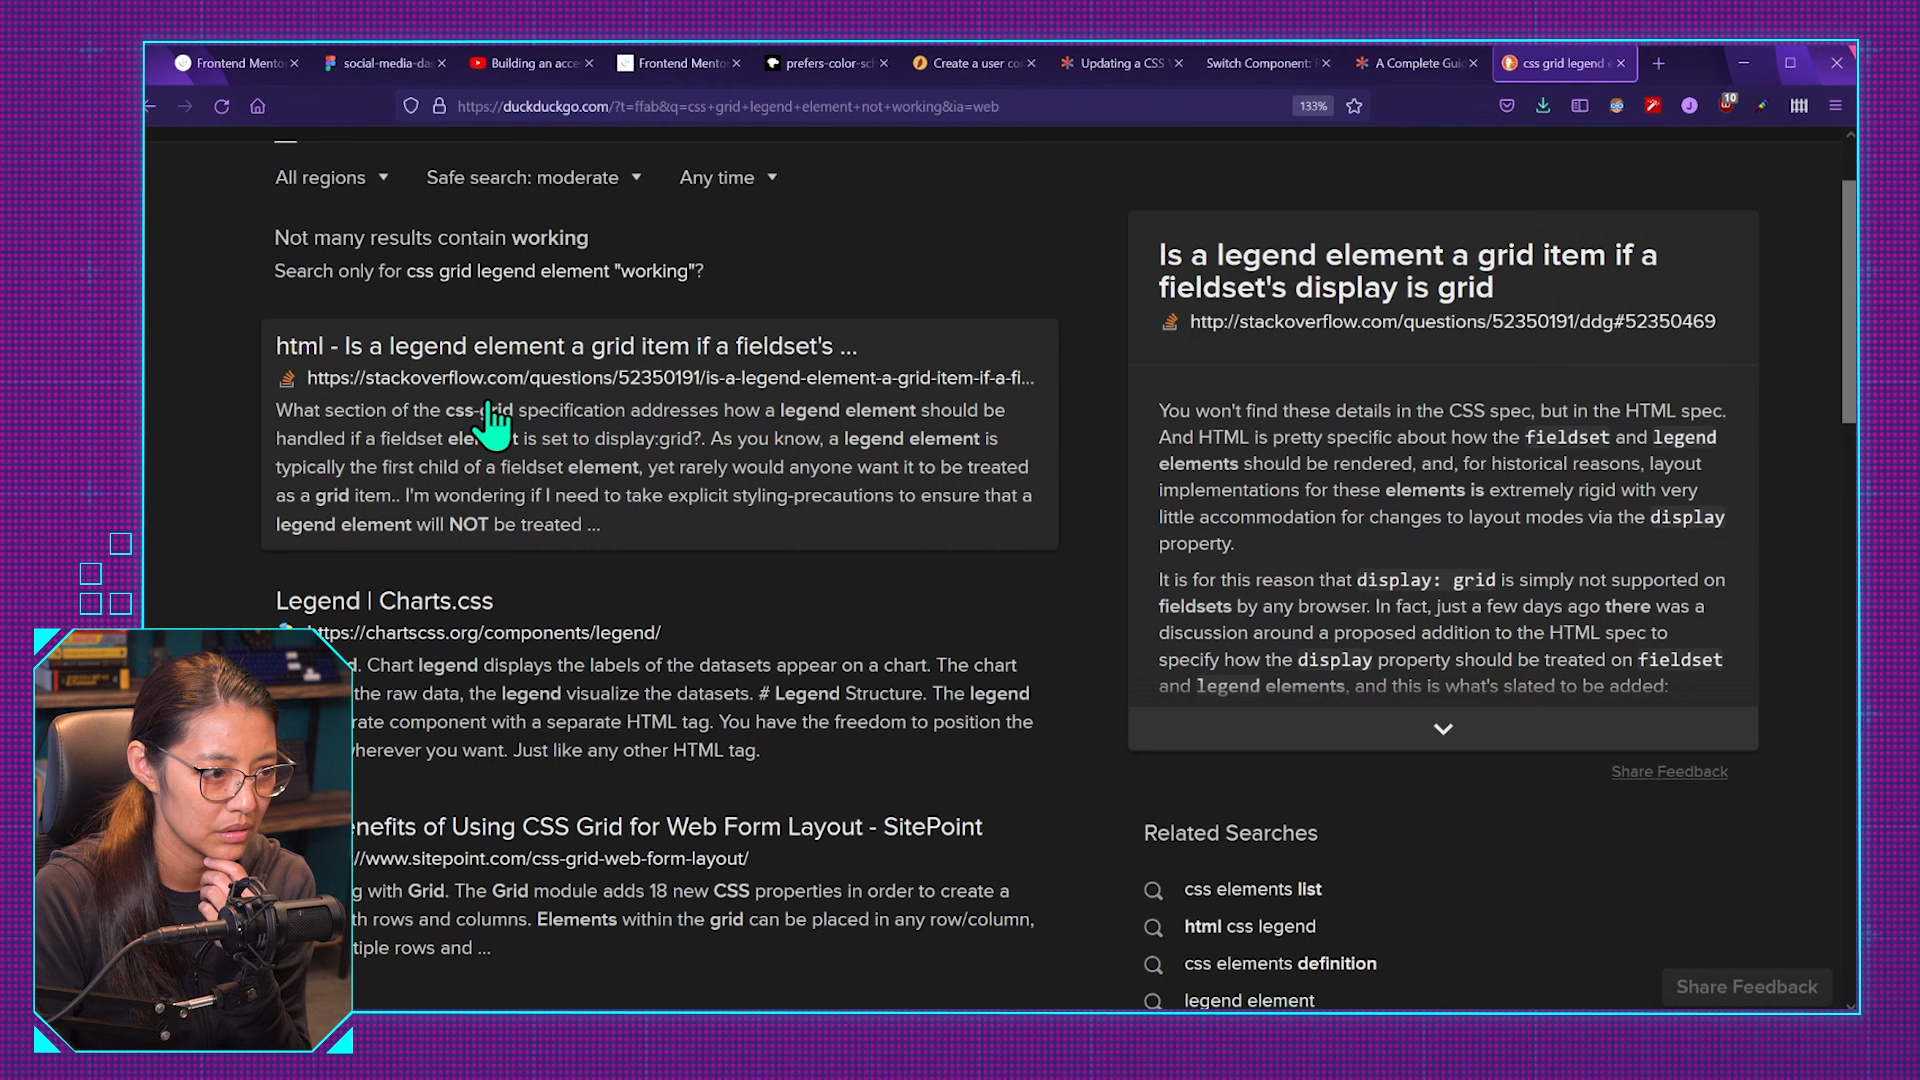 Frontend Mento
social-media-da
Building an acce
Frontend Mento
prefers-color-sc
Create a user co
Updating a CSS
Switch Component:
A Complete Gui
css grid legend e
https://duckduckgo.com/?t=ffab&q=css+grid+legend+element+not+working&ia=web
133%
10
All regions
Safe search: moderate
Any time
Not many results contain working
Search only for css grid legend element "working"?
html - Is a legend element a grid item if a fieldset's ...
https://stackoverflow.com/questions/52350191/is-a-legend-element-a-grid-item-if-a-fi...
What section of the css-grid specification addresses how a legend element should be
handled if a fieldset is set to display:grid?. As you know, a legend element is
typically the first child of a fieldset element, yet rarely would anyone want it to be treated
as a grid item.. I'm wondering if I need to take explicit styling-precautions to ensure that a
legend element will NOT be treated ...
Legend | Charts.css
https://chartscss.org/components/legend/
d. Chart legend displays the labels of the datasets appear on a chart. The chart
the raw data, the legend visualize the datasets. # Legend Structure. The legend
rate component with a separate HTML tag. You have the freedom to position the
wherever you want. Just like any other HTML tag.
enefits of Using CSS Grid for Web Form Layout - SitePoint
//www.sitepoint.com/css-grid-web-form-layout/
g with Grid. The Grid module adds 18 new CSS properties in order to create a
th rows and columns. Elements within the grid can be placed in any row/column,
tiple rows and ...
Is a legend element a grid item if a
fieldset's display is grid
http://stackoverflow.com/questions/52350191/ddg#52350469
You won't find these details in the CSS spec, but in the HTML spec.
And HTML is pretty specific about how the fieldset and legend
elements should be rendered, and, for historical reasons, layout
implementations for these elements is extremely rigid with very
little accommodation for changes to layout modes via the display
property.
It is for this reason that display: grid is simply not supported on
fieldsets by any browser. In fact, just a few days ago there was a
discussion around a proposed addition to the HTML spec to
specify how the display property should be treated on fieldset
and legend elements, and this is what's slated to be added:
Share Feedback
Related Searches
css elements list
html css legend
css elements definition
legend element
Share Feedback